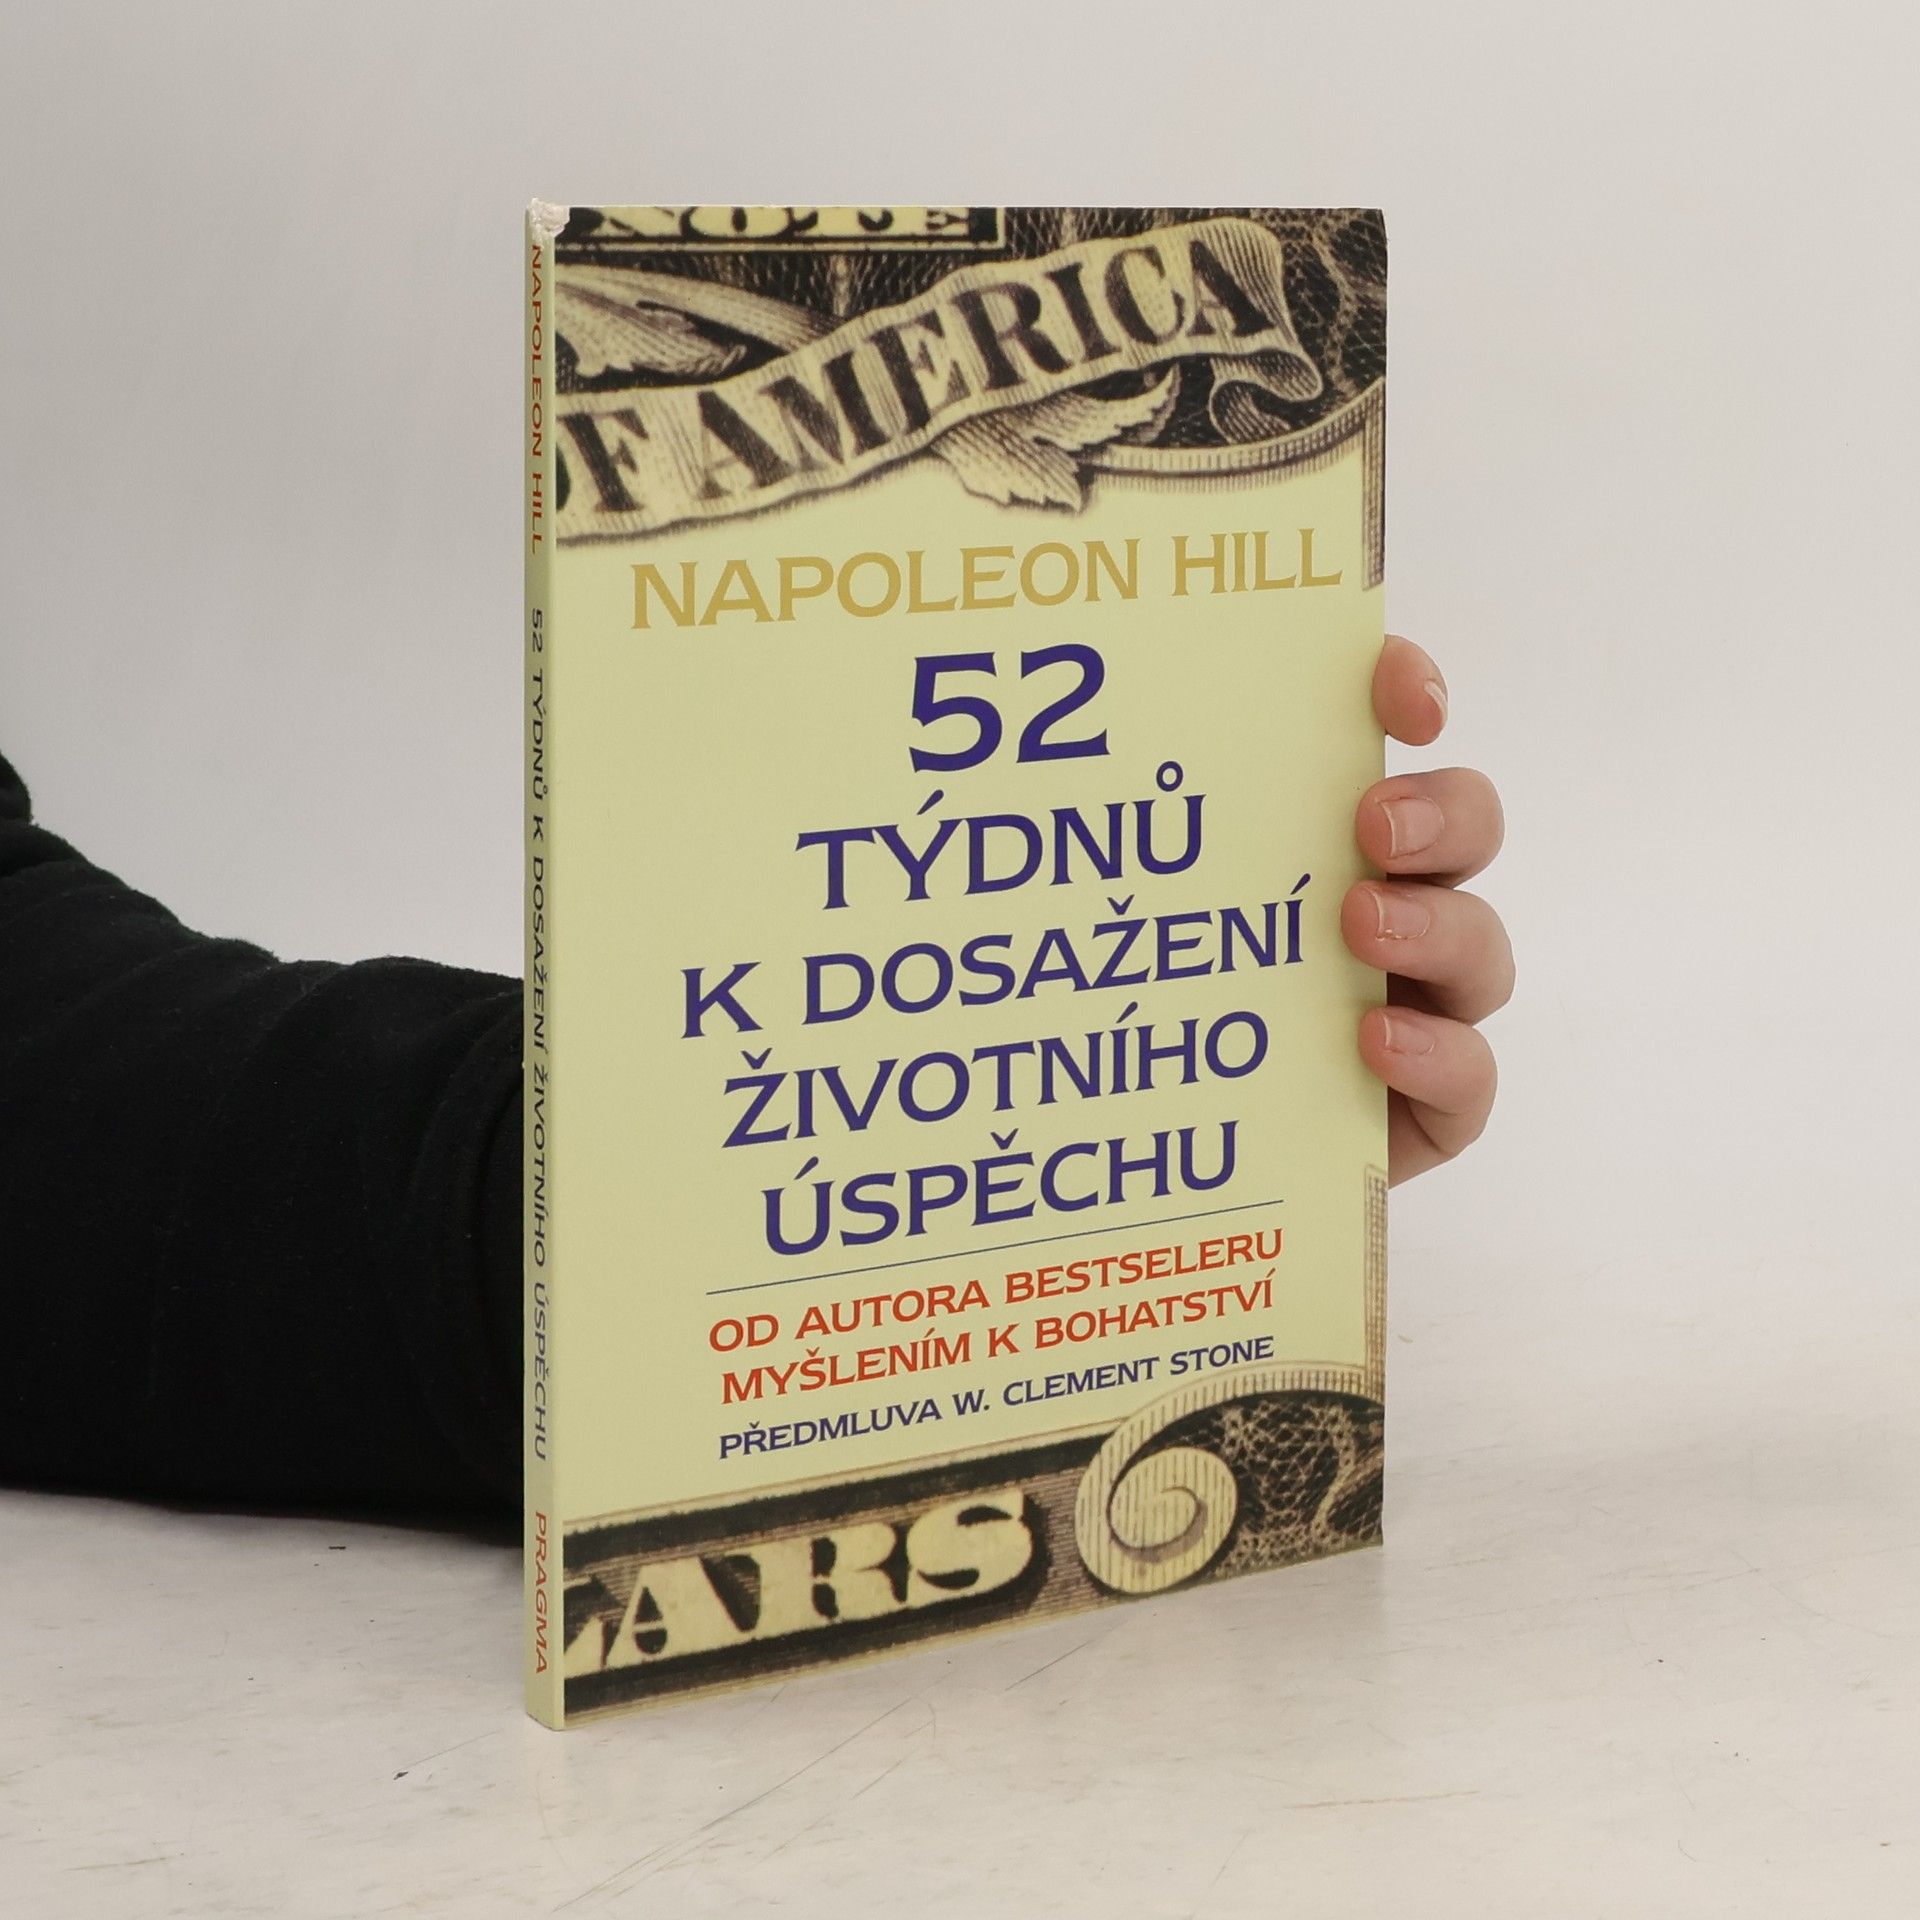 NOTE
OF AMERICA
NAPOLEON HILL
52
TÝDNŮ
K DOSAŽENÍ
ŽIVOTNÍHO
ÚSPĚCHU
OD AUTORA BESTSELERU
MYŠLENÍM K BOHATSTVÍ
PŘEDMLUVA W. CLEMENT STONE
LARS
NAPOLEON HILL 52 TÝDNŮ K DOSAŽENÍ ŽIVOTNÍHO ÚSPĚCHU PRAGMA